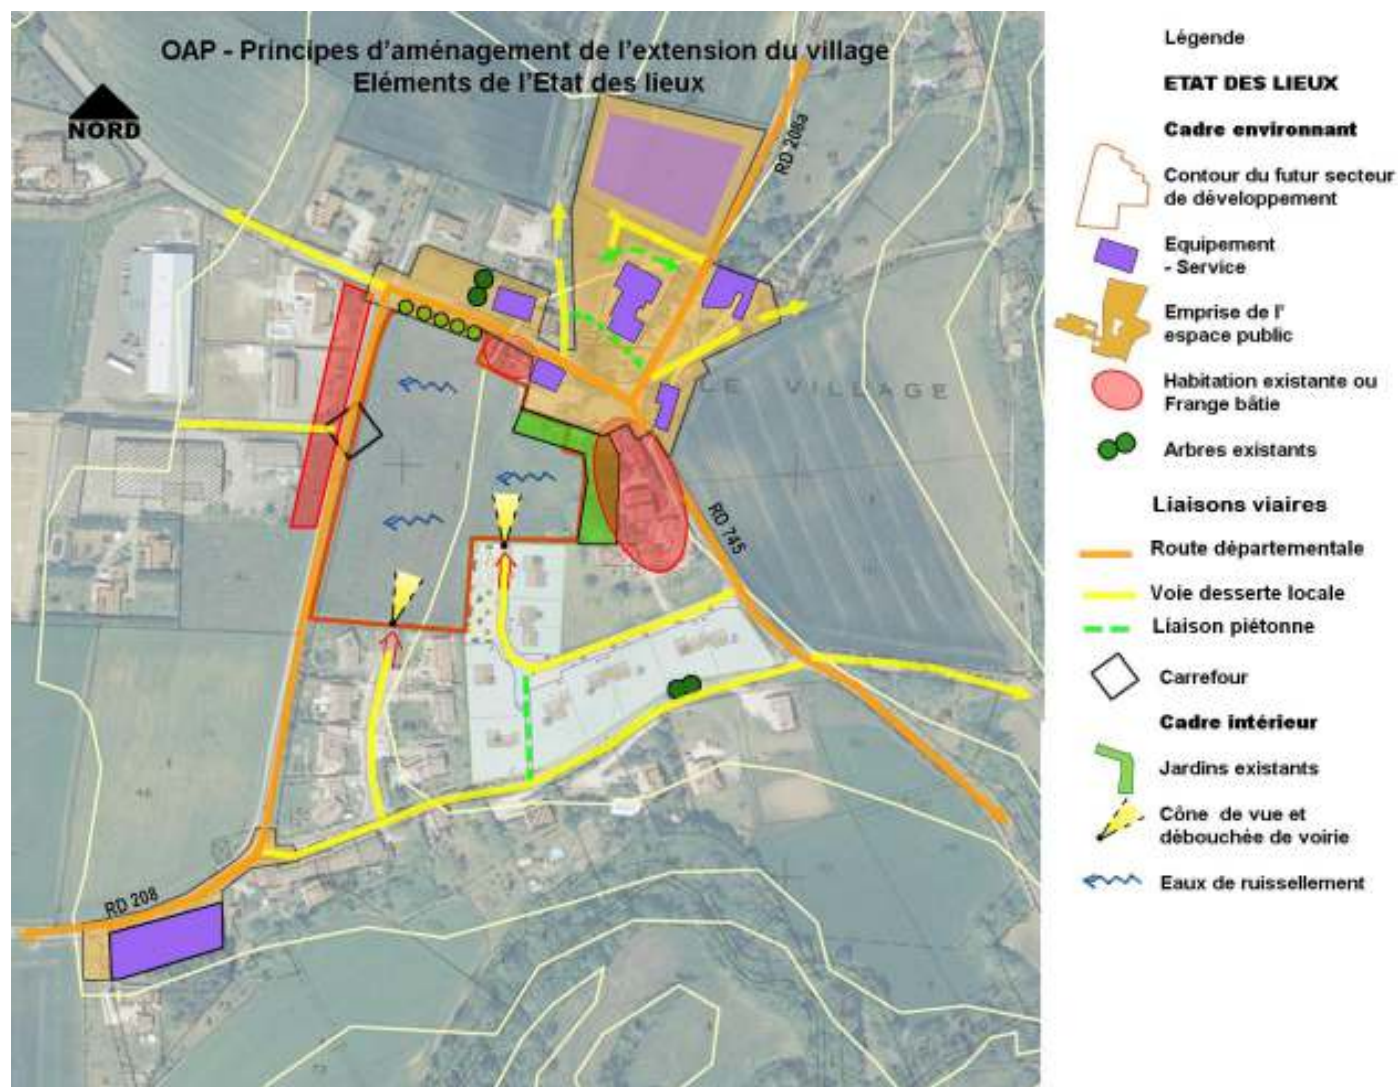 OAP - Principes d'aménagement de l'extension du village
Eléments de l'Etat des lieux
NORD
RD 208a
LE VILLAGE
RD 745
RD 208
Légende
ETAT DES LIEUX
Cadre environnant
Contour du futur secteur
de développement
Equipement
- Service
Emprise de l'
espace public
Habitation existante ou
Frange bâtie
Arbres existants
Liaisons viaires
Route départementale
Voie desserte locale
Liaison piétonne
Carrefour
Cadre intérieur
Jardins existants
Cône de vue et
débouchée de voirie
Eaux de ruissellement